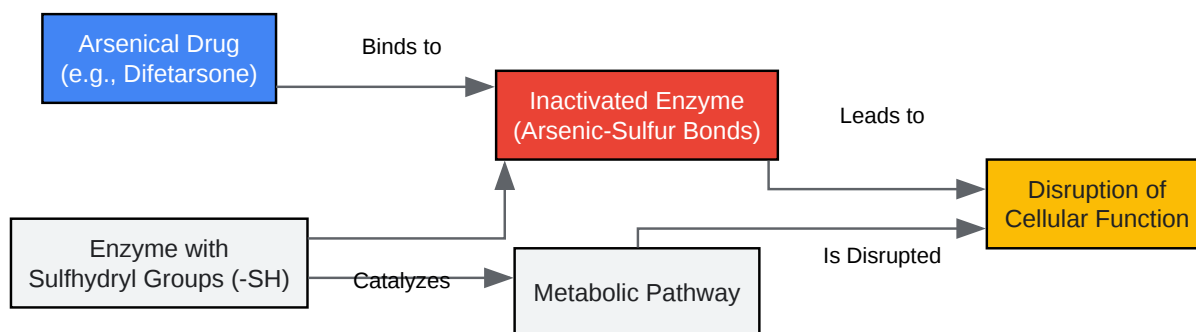 Arsenical Drug
(e.g., Difetarsone)
Binds to
Inactivated Enzyme
(Arsenic-Sulfur Bonds)
Leads to
Disruption of
Cellular Function
Enzyme with
Sulfhydryl Groups (-SH)
Catalyzes
Metabolic Pathway
Is Disrupted